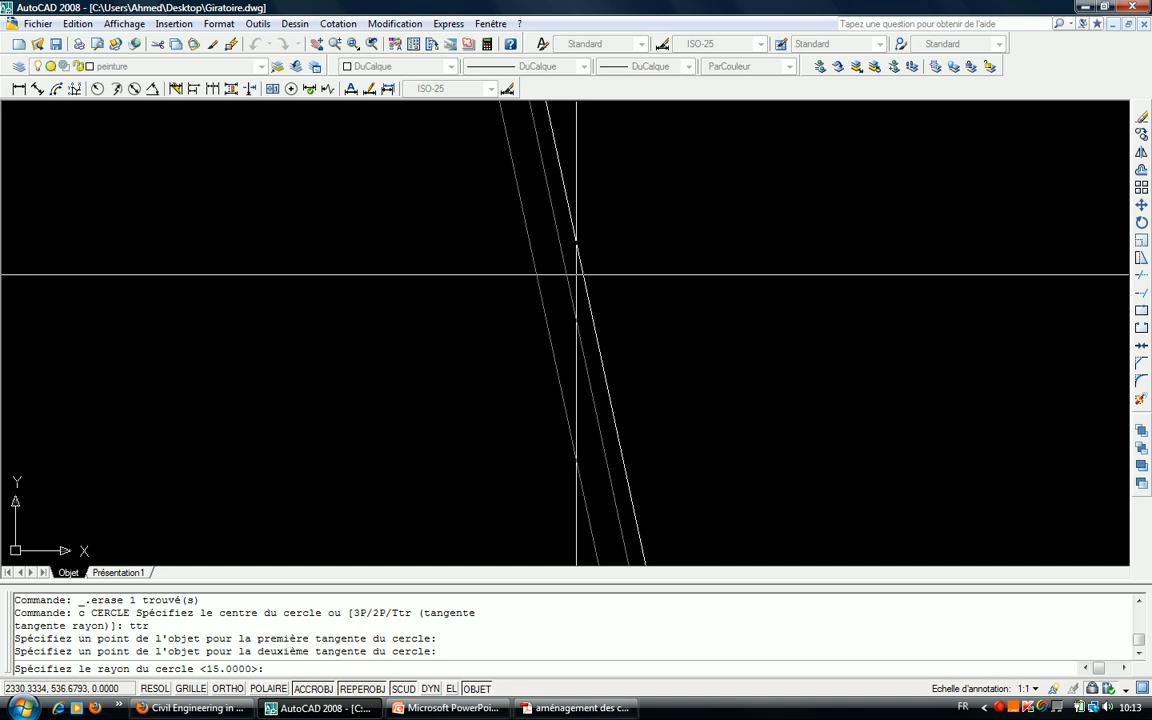 AutoCAD 2008 - [C:\Users\Ahmed\Desktop\Giratoire.dwg]
Fichier Edition Affichage Insertion Format Outils Dessin Cotation Modification Express Fenêtre ? Tapez une question pour obtenir de l'aide
Standard ISO-25 Standard Standard
peinture DuCalque DuCalque DuCalque ParCouleur
ISO-25
Y
X
Objet Présentation1
Commande: _.erase 1 trouvé(s)
Commande: c CERCLE Spécifiez le centre du cercle ou [3P/2P/Ttr (tangente
tangente rayon)]: ttr
Spécifiez un point de l'objet pour la première tangente du cercle:
Spécifiez un point de l'objet pour la deuxième tangente du cercle:
Spécifiez le rayon du cercle <15.0000>:
2330.3334, 536.6793, 0.0000 RESOL GRILLE ORTHO POLAIRE ACCROBJ REPEROBJ SCUD DYN EL OBJET Echelle d'annotation: 1:1
Civil Engineering in ... AutoCAD 2008 - [C:... Microsoft PowerPoi... aménagement des c... FR 10:13